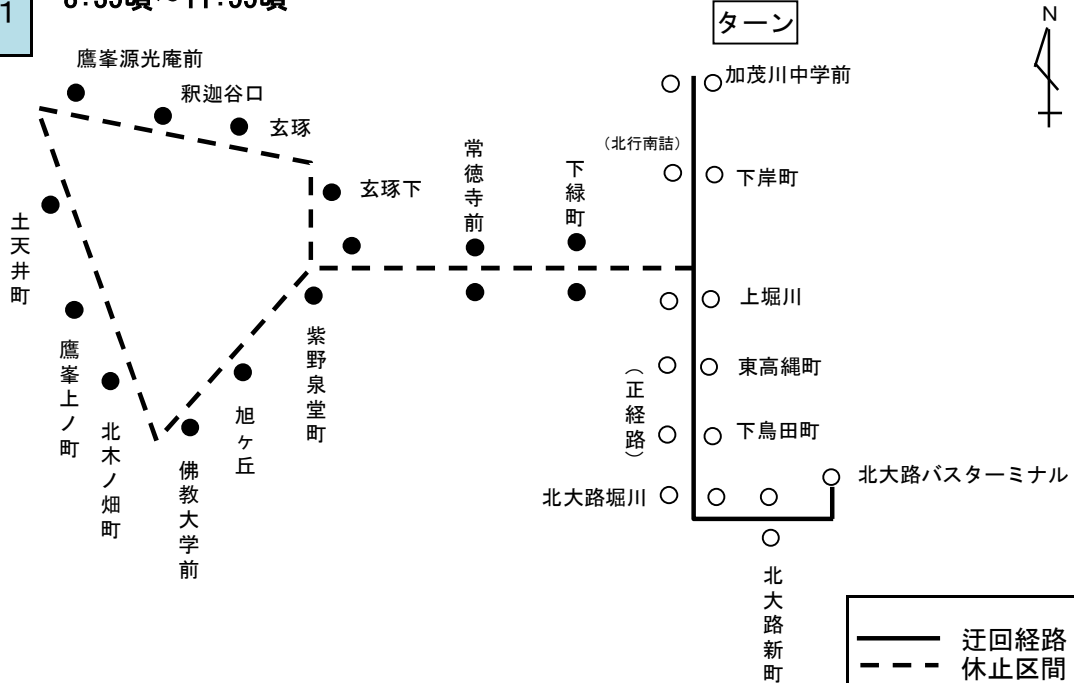 1
8:55頃～11:55頃
ターン
N
鷹峯源光庵前
釈迦谷口
玄琢
玄琢下
常徳寺前
下緑町
加茂川中学前
(北行南詰)
下岸町
上堀川
東高縄町
(正経路)
下鳥田町
北大路堀川
北大路バスターミナル
北大路新町
土天井町
鷹峯上ノ町
北木ノ畑町
佛教大学前
旭ヶ丘
紫野泉堂町
迂回経路
休止区間